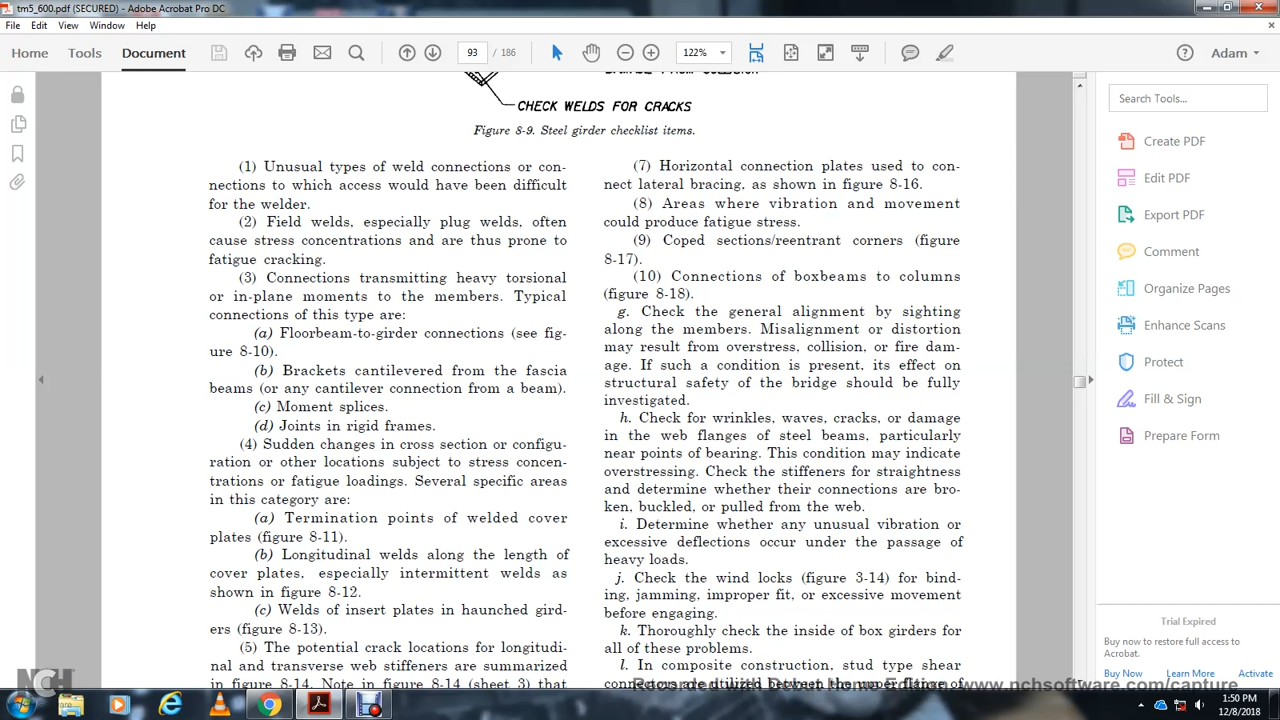 tm5_600.pdf (SECURED) - Adobe Acrobat Pro DC
File Edit View Window Help
Home Tools Document 93 / 186 122% Adam
CHECK WELDS FOR CRACKS
Figure 8-9. Steel girder checklist items.
(1) Unusual types of weld connections or con-
nections to which access would have been difficult
for the welder.
(2) Field welds, especially plug welds, often
cause stress concentrations and are thus prone to
fatigue cracking.
(3) Connections transmitting heavy torsional
or in-plane moments to the members. Typical
connections of this type are:
(a) Floorbeam-to-girder connections (see fig-
ure 8-10).
(b) Brackets cantilevered from the fascia
beams (or any cantilever connection from a beam).
(c) Moment splices.
(d) Joints in rigid frames.
(4) Sudden changes in cross section or configu-
ration or other locations subject to stress concen-
trations or fatigue loadings. Several specific areas
in this category are:
(a) Termination points of welded cover
plates (figure 8-11).
(b) Longitudinal welds along the length of
cover plates, especially intermittent welds as
shown in figure 8-12.
(c) Welds of insert plates in haunched gird-
ers (figure 8-13).
(5) The potential crack locations for longitudi-
nal and transverse web stiffeners are summarized
in figure 8-14. Note in figure 8-14 (sheet 3) that
(7) Horizontal connection plates used to con-
nect lateral bracing, as shown in figure 8-16.
(8) Areas where vibration and movement
could produce fatigue stress.
(9) Coped sections/reentrant corners (figure
8-17).
(10) Connections of boxbeams to columns
(figure 8-18).
g. Check the general alignment by sighting
along the members. Misalignment or distortion
may result from overstress, collision, or fire dam-
age. If such a condition is present, its effect on
structural safety of the bridge should be fully
investigated.
h. Check for wrinkles, waves, cracks, or damage
in the web flanges of steel beams, particularly
near points of bearing. This condition may indicate
overstressing. Check the stiffeners for straightness
and determine whether their connections are bro-
ken, buckled, or pulled from the web.
i. Determine whether any unusual vibration or
excessive deflections occur under the passage of
heavy loads.
j. Check the wind locks (figure 3-14) for bind-
ing, jamming, improper fit, or excessive movement
before engaging.
k. Thoroughly check the inside of box girders for
all of these problems.
l. In composite construction, stud type shear
Search Tools...
Create PDF
Edit PDF
Export PDF
Comment
Organize Pages
Enhance Scans
Protect
Fill & Sign
Prepare Form
Trial Expired
Buy now to restore full access to
Acrobat.
Buy Now Learn More Activate
NCH
www.nchsoftware.com/capture
1:50 PM
12/8/2018